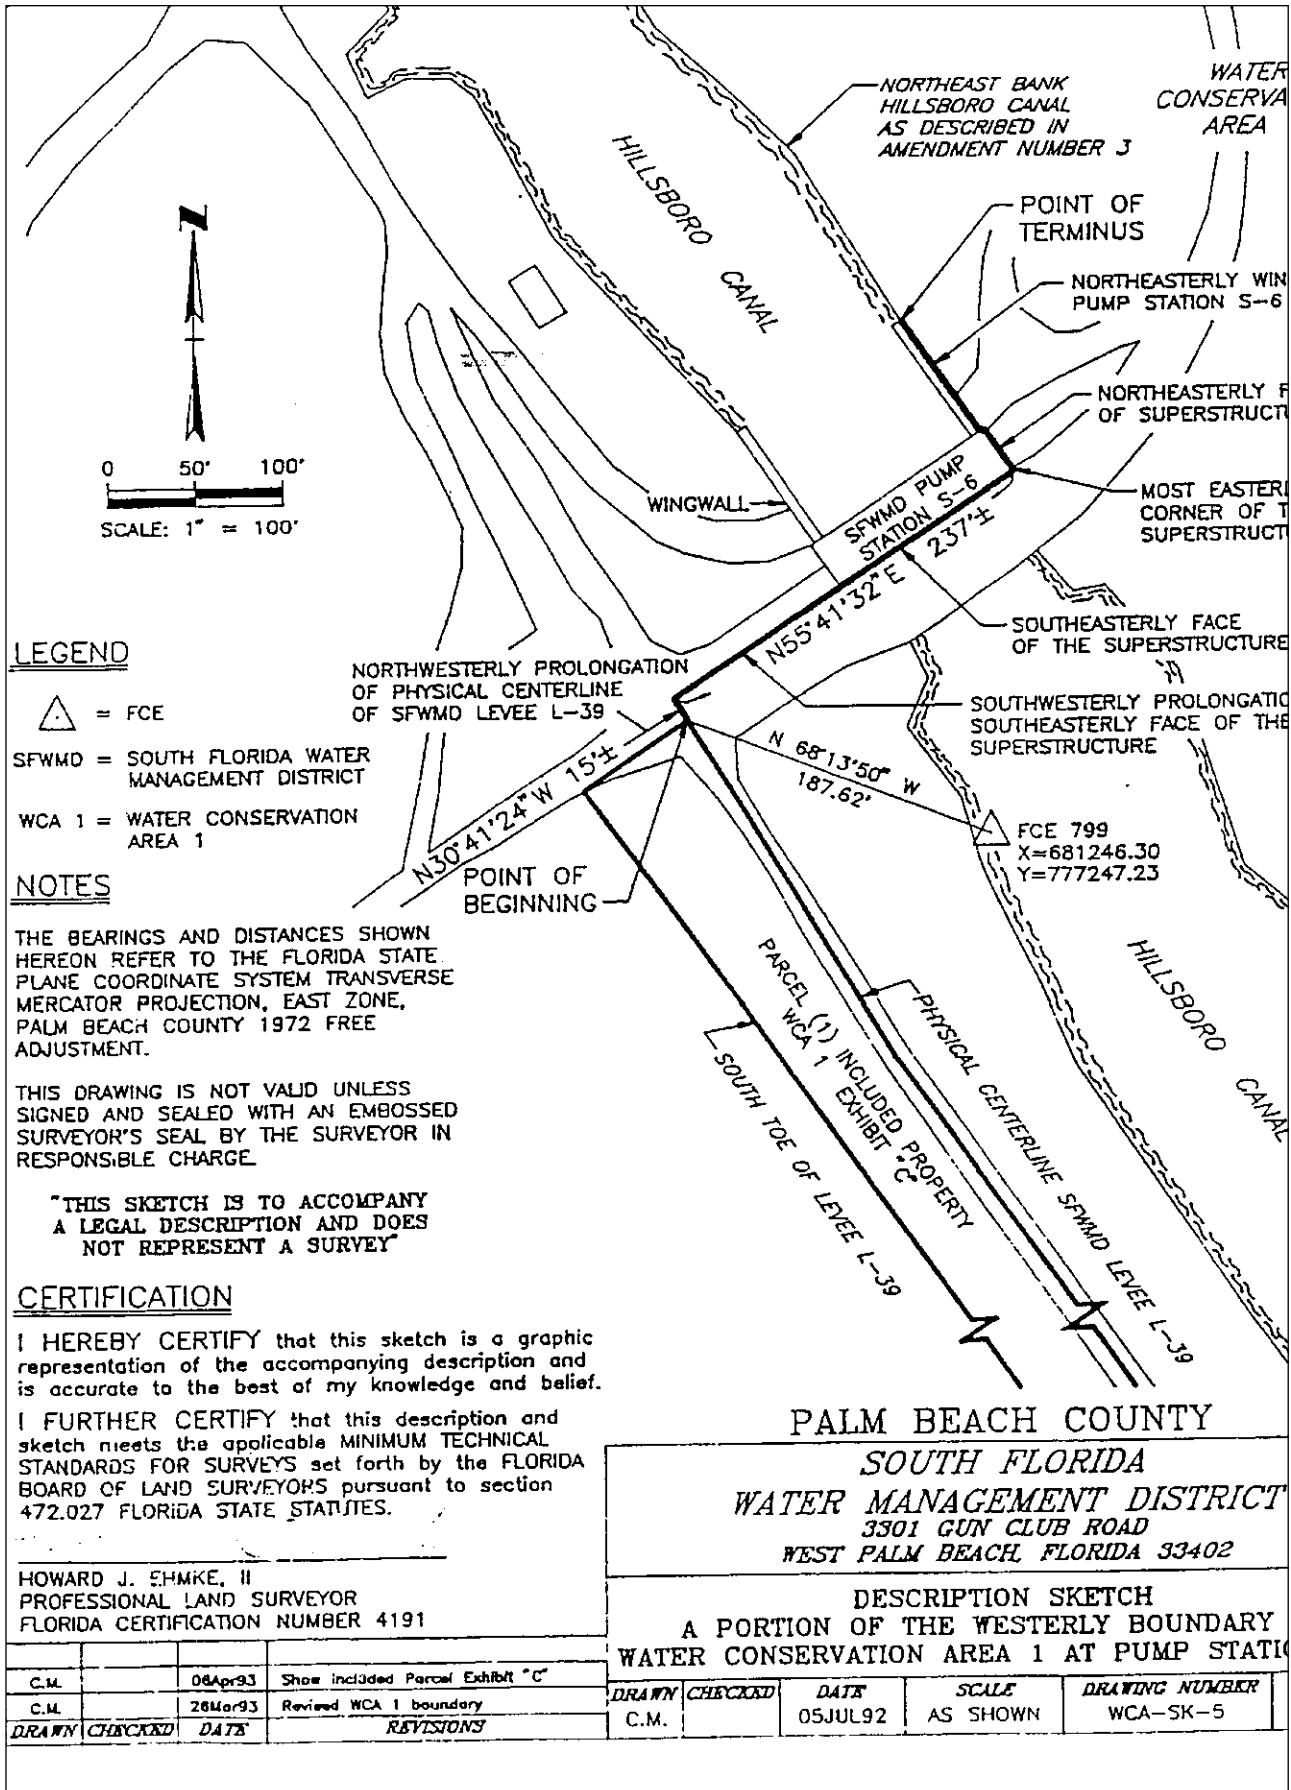 NORTHEAST BANK
HILLSBORO CANAL
AS DESCRIBED IN
AMENDMENT NUMBER 3
WATER
CONSERVA
AREA
HILLSBORO CANAL
POINT OF
TERMINUS
NORTHEASTERLY WIN
PUMP STATION S-6
NORTHEASTERLY F
OF SUPERSTRUCTU
N
0 50' 100'
SCALE: 1" = 100'
WINGWALL
SFWMD PUMP
STATION S-6
MOST EASTERL
CORNER OF T
SUPERSTRUCT
N55°41'32"E 237'±
SOUTHEASTERLY FACE
OF THE SUPERSTRUCTURE
LEGEND
= FCE
SFWMD = SOUTH FLORIDA WATER
MANAGEMENT DISTRICT
WCA 1 = WATER CONSERVATION
AREA 1
NORTHWESTERLY PROLONGATION
OF PHYSICAL CENTERLINE
OF SFWMD LEVEE L-39
SOUTHWESTERLY PROLONGATIO
SOUTHEASTERLY FACE OF THE
SUPERSTRUCTURE
N 68°13'50" W
187.62'
N30°41'24"W 15'±
FCE 799
X=681246.30
Y=777247.23
POINT OF
BEGINNING
NOTES
THE BEARINGS AND DISTANCES SHOWN
HEREON REFER TO THE FLORIDA STATE
PLANE COORDINATE SYSTEM TRANSVERSE
MERCATOR PROJECTION, EAST ZONE,
PALM BEACH COUNTY 1972 FREE
ADJUSTMENT.
THIS DRAWING IS NOT VALID UNLESS
SIGNED AND SEALED WITH AN EMBOSSED
SURVEYOR'S SEAL BY THE SURVEYOR IN
RESPONSIBLE CHARGE.
"THIS SKETCH IS TO ACCOMPANY
A LEGAL DESCRIPTION AND DOES
NOT REPRESENT A SURVEY"
PARCEL (1) INCLUDED PROPERTY
WCA 1 EXHIBIT "C"
SOUTH TOE OF LEVEE L-39
PHYSICAL CENTERLINE SFWMD LEVEE L-39
HILLSBORO CANAL
CERTIFICATION
I HEREBY CERTIFY that this sketch is a graphic
representation of the accompanying description and
is accurate to the best of my knowledge and belief.
I FURTHER CERTIFY that this description and
sketch meets the applicable MINIMUM TECHNICAL
STANDARDS FOR SURVEYS set forth by the FLORIDA
BOARD OF LAND SURVEYORS pursuant to section
472.027 FLORIDA STATE STATUTES.
HOWARD J. EHMKE, II
PROFESSIONAL LAND SURVEYOR
FLORIDA CERTIFICATION NUMBER 4191
C.M. 06Apr93 Show included Parcel Exhibit "C"
C.M. 26Mar93 Revised WCA 1 boundary
DRAWN CHECKED DATE REVISIONS
PALM BEACH COUNTY
SOUTH FLORIDA
WATER MANAGEMENT DISTRICT
3301 GUN CLUB ROAD
WEST PALM BEACH, FLORIDA 33402
DESCRIPTION SKETCH
A PORTION OF THE WESTERLY BOUNDARY
WATER CONSERVATION AREA 1 AT PUMP STATIO
DRAWN CHECKED DATE SCALE DRAWING NUMBER
C.M. 05JUL92 AS SHOWN WCA-SK-5